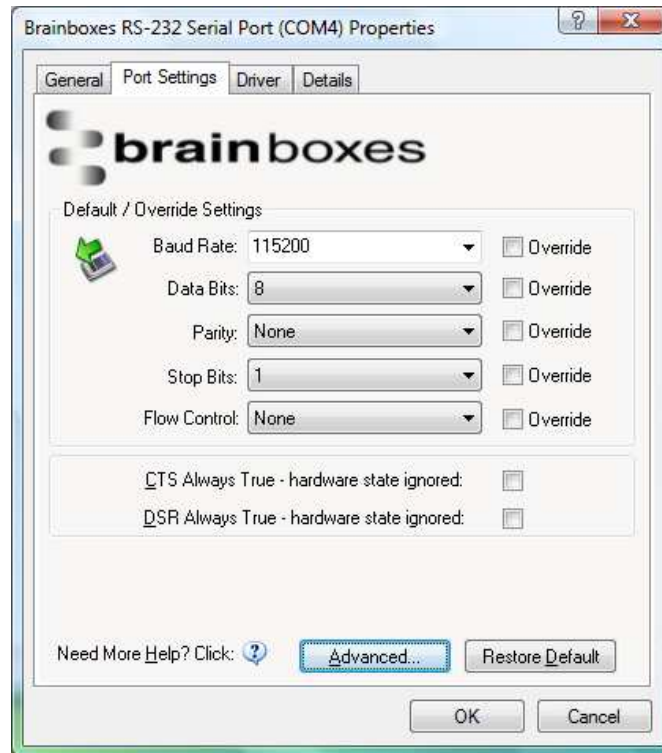 Brainboxes RS-232 Serial Port (COM4) Properties
General Port Settings Driver Details
brainboxes
Default / Override Settings
Baud Rate: 115200 Override
Data Bits: 8 Override
Parity: None Override
Stop Bits: 1 Override
Flow Control: None Override
CTS Always True - hardware state ignored:
DSR Always True - hardware state ignored:
Need More Help? Click: ? Advanced... Restore Default
OK Cancel